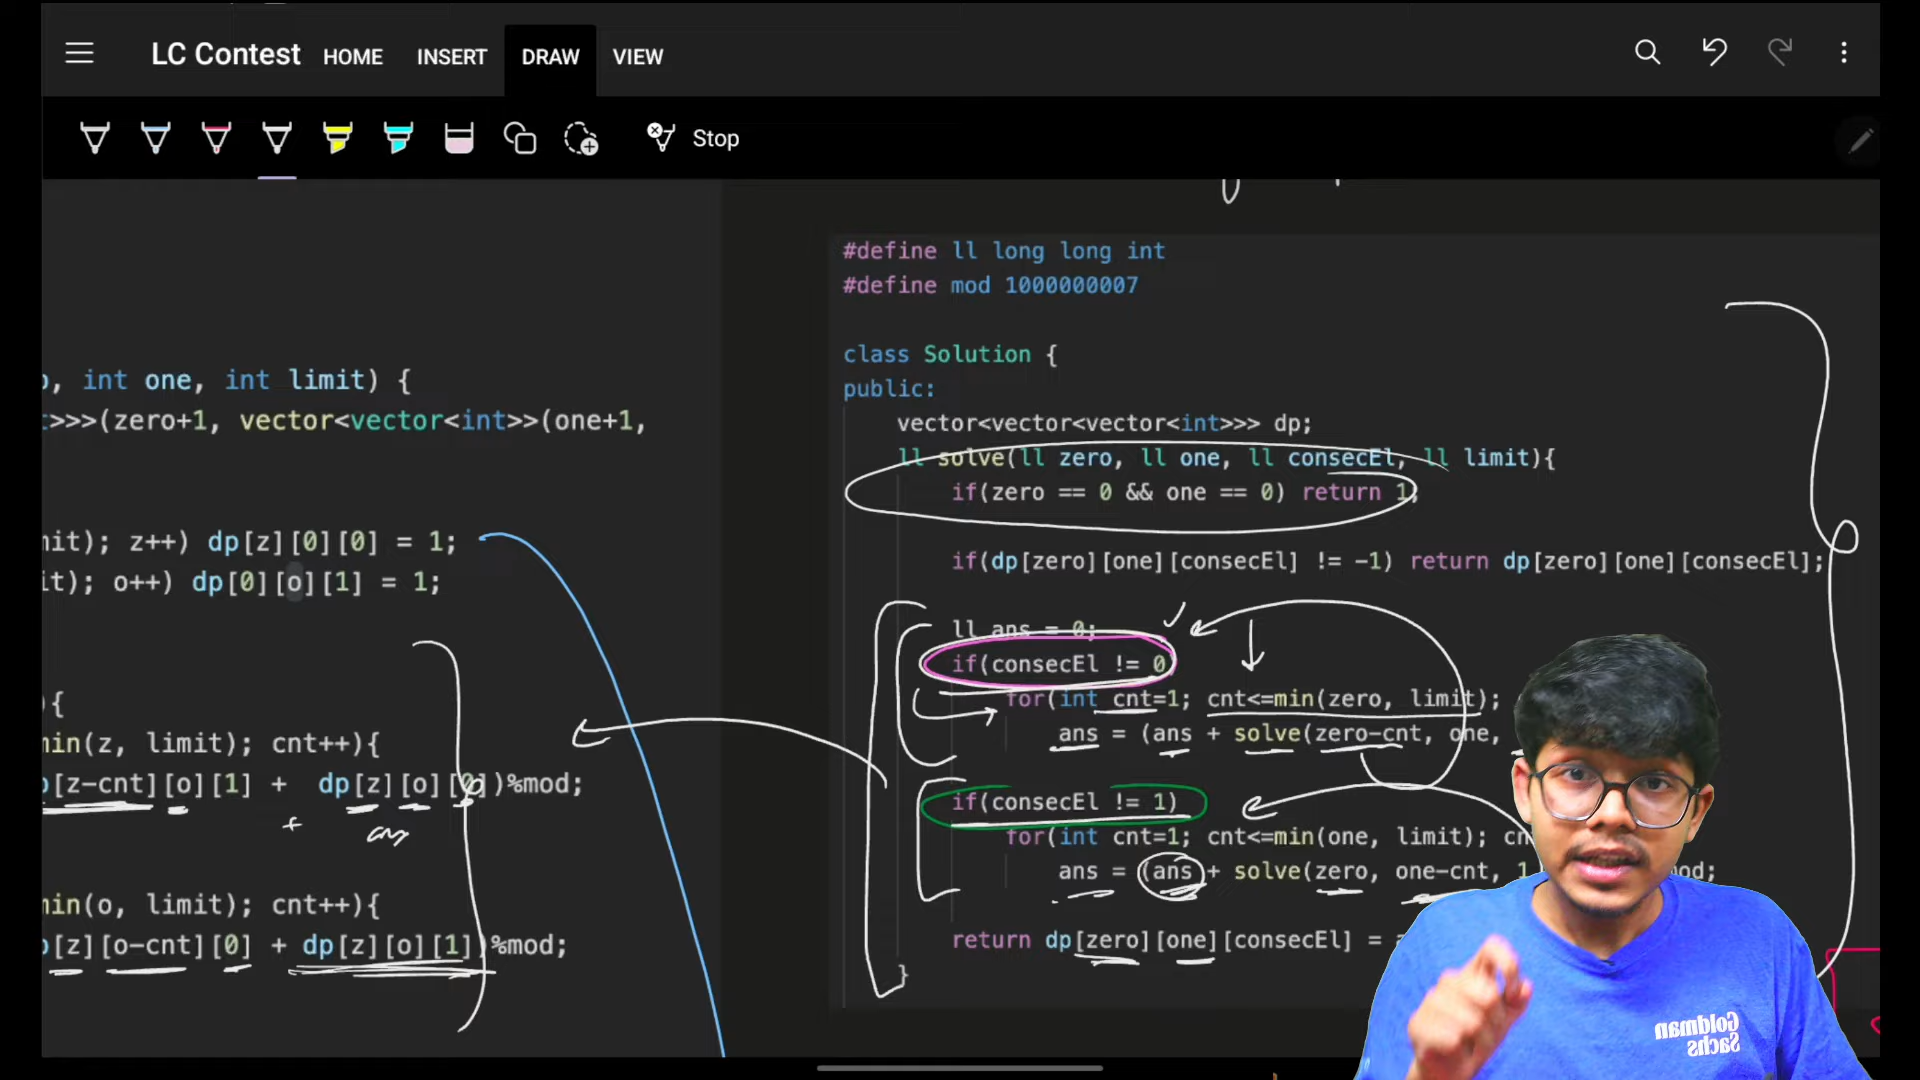 LC Contest HOME INSERT DRAW VIEW
Stop
, int one, int limit) {
>>>(zero+1, vector<vector<int>>(one+1,
z++) dp[z][0][0] = 1;
o++) dp[0][o][1] = 1;
{
min(z, limit); cnt++){
[z-cnt][o][1] + dp[z][o][0])%mod;
+ ans
min(o, limit); cnt++){
[z][o-cnt][0] + dp[z][o][1])%mod;
#define ll long long int
#define mod 1000000007
class Solution {
public:
vector<vector<vector<int>>> dp;
ll solve(ll zero, ll one, ll consecEl, ll limit){
if(zero == 0 && one == 0) return 1;
if(dp[zero][one][consecEl] != -1) return dp[zero][one][consecEl];
ll ans = 0;
if(consecEl != 0)
for(int cnt=1; cnt<=min(zero, limit);
ans = (ans + solve(zero-cnt, one,
if(consecEl != 1)
for(int cnt=1; cnt<=min(one, limit);
ans = (ans + solve(zero, one-cnt, 1
return dp[zero][one][consecEl] =
}
Goldman
Sachs